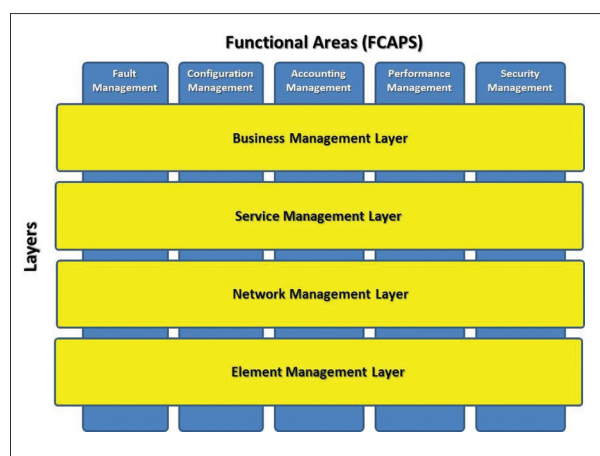 Functional Areas (FCAPS)
Fault
Management
Configuration
Management
Accounting
Management
Performance
Management
Security
Management
Layers
Business Management Layer
Service Management Layer
Network Management Layer
Element Management Layer